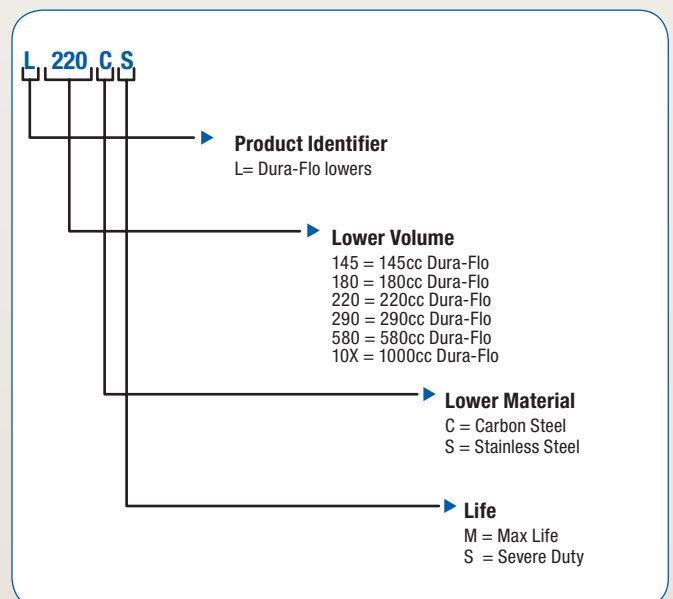 L 220 C S
Product Identifier
L= Dura-Flo lowers
Lower Volume
145 = 145cc Dura-Flo
180 = 180cc Dura-Flo
220 = 220cc Dura-Flo
290 = 290cc Dura-Flo
580 = 580cc Dura-Flo
10X = 1000cc Dura-Flo
Lower Material
C = Carbon Steel
S = Stainless Steel
Life
M = Max Life
S = Severe Duty